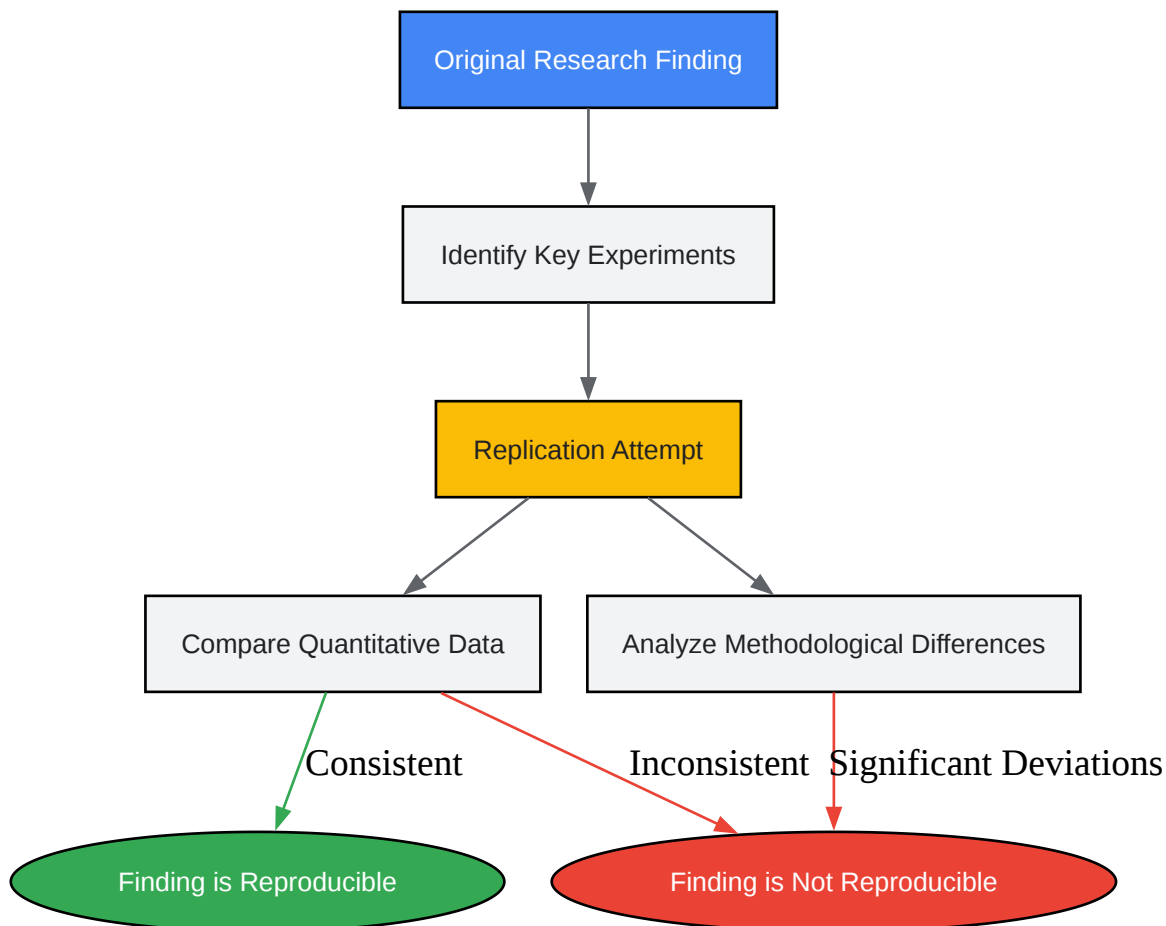 Original Research Finding
Identify Key Experiments
Replication Attempt
Compare Quantitative Data
Analyze Methodological Differences
Consistent
Inconsistent
Significant Deviations
Finding is Reproducible
Finding is Not Reproducible